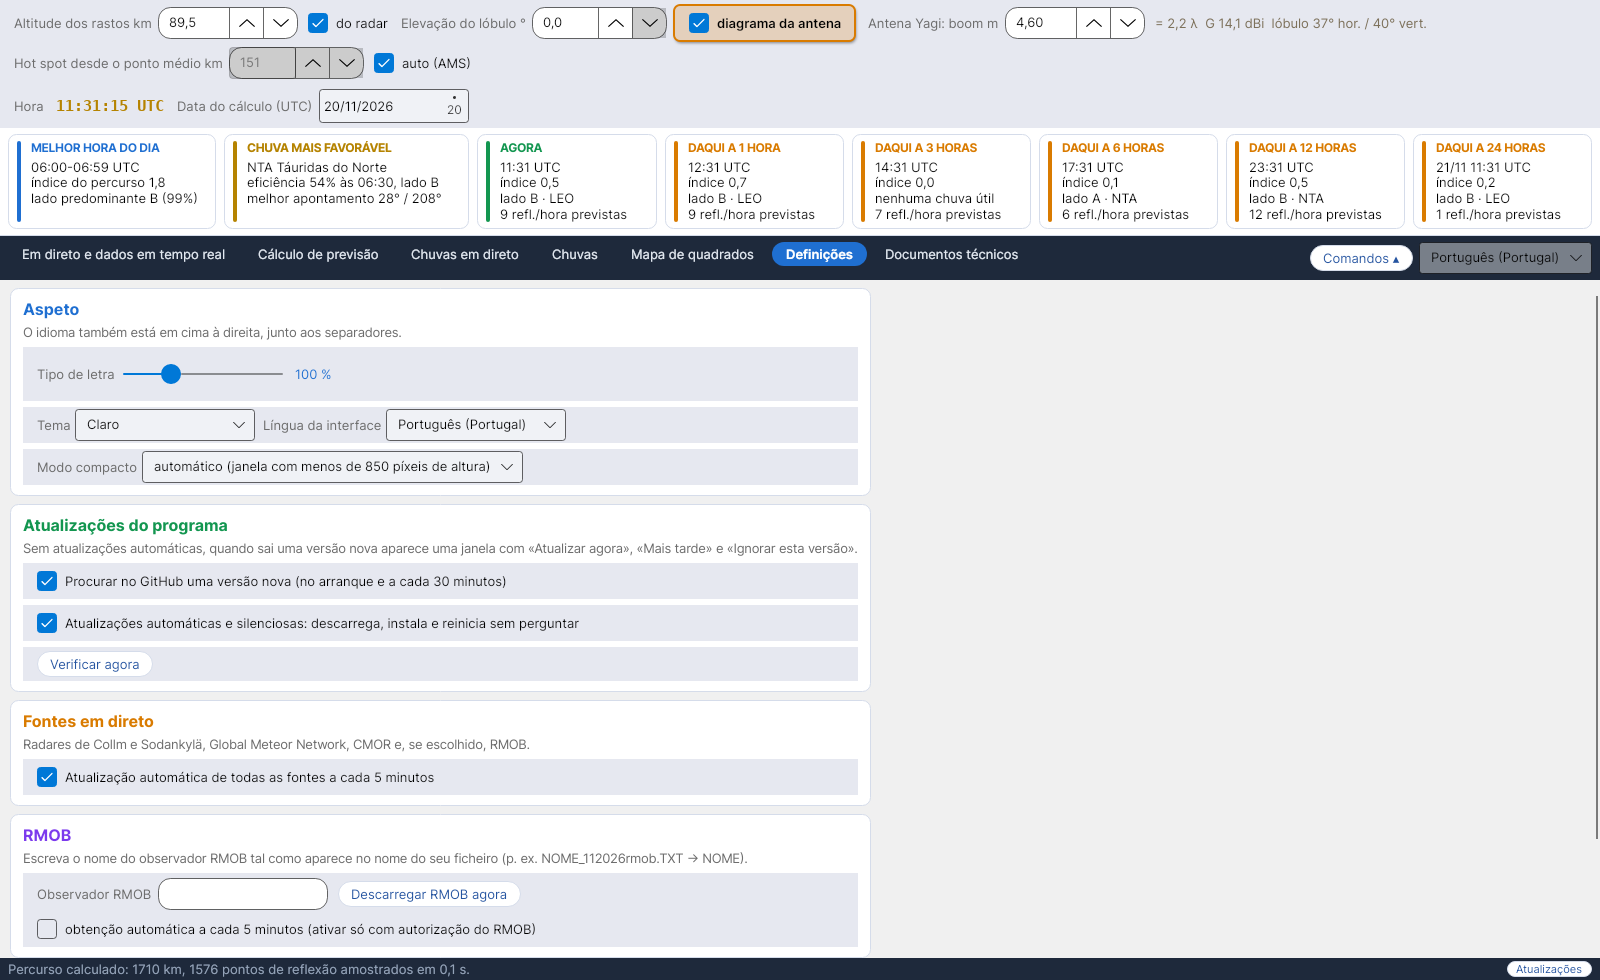 Altitude dos rastos km 89,5 do radar Elevação do lóbulo ° 0,0 diagrama da antena Antena Yagi: boom m 4,60 = 2,2 λ G 14,1 dBi lóbulo 37° hor. / 40° vert.
Hot spot desde o ponto médio km 151 auto (AMS)
Hora 11:31:15 UTC Data do cálculo (UTC) 20/11/2026 20
MELHOR HORA DO DIA
06:00-06:59 UTC
índice do percurso 1,8
lado predominante B (99%)
CHUVA MAIS FAVORÁVEL
NTA Táuridas do Norte
eficiência 54% às 06:30, lado B
melhor apontamento 28° / 208°
AGORA
11:31 UTC
índice 0,5
lado B · LEO
9 refl./hora previstas
DAQUI A 1 HORA
12:31 UTC
índice 0,7
lado B · LEO
9 refl./hora previstas
DAQUI A 3 HORAS
14:31 UTC
índice 0,0
nenhuma chuva útil
7 refl./hora previstas
DAQUI A 6 HORAS
17:31 UTC
índice 0,1
lado A · NTA
6 refl./hora previstas
DAQUI A 12 HORAS
23:31 UTC
índice 0,5
lado B · NTA
12 refl./hora previstas
DAQUI A 24 HORAS
21/11 11:31 UTC
índice 0,2
lado B · LEO
1 refl./hora previstas
Em direto e dados em tempo real Cálculo de previsão Chuvas em direto Chuvas Mapa de quadrados Definições Documentos técnicos Comandos ▴ Português (Portugal)
Aspeto
O idioma também está em cima à direita, junto aos separadores.
Tipo de letra 100 %
Tema Claro Língua da interface Português (Portugal)
Modo compacto automático (janela com menos de 850 píxeis de altura)
Atualizações do programa
Sem atualizações automáticas, quando sai uma versão nova aparece uma janela com «Atualizar agora», «Mais tarde» e «Ignorar esta versão».
Procurar no GitHub uma versão nova (no arranque e a cada 30 minutos)
Atualizações automáticas e silenciosas: descarrega, instala e reinicia sem perguntar
Verificar agora
Fontes em direto
Radares de Collm e Sodankylä, Global Meteor Network, CMOR e, se escolhido, RMOB.
Atualização automática de todas as fontes a cada 5 minutos
RMOB
Escreva o nome do observador RMOB tal como aparece no nome do seu ficheiro (p. ex. NOME_112026rmob.TXT → NOME).
Observador RMOB Descarregar RMOB agora
obtenção automática a cada 5 minutos (ativar só com autorização do RMOB)
Percurso calculado: 1710 km, 1576 pontos de reflexão amostrados em 0,1 s. Atualizações